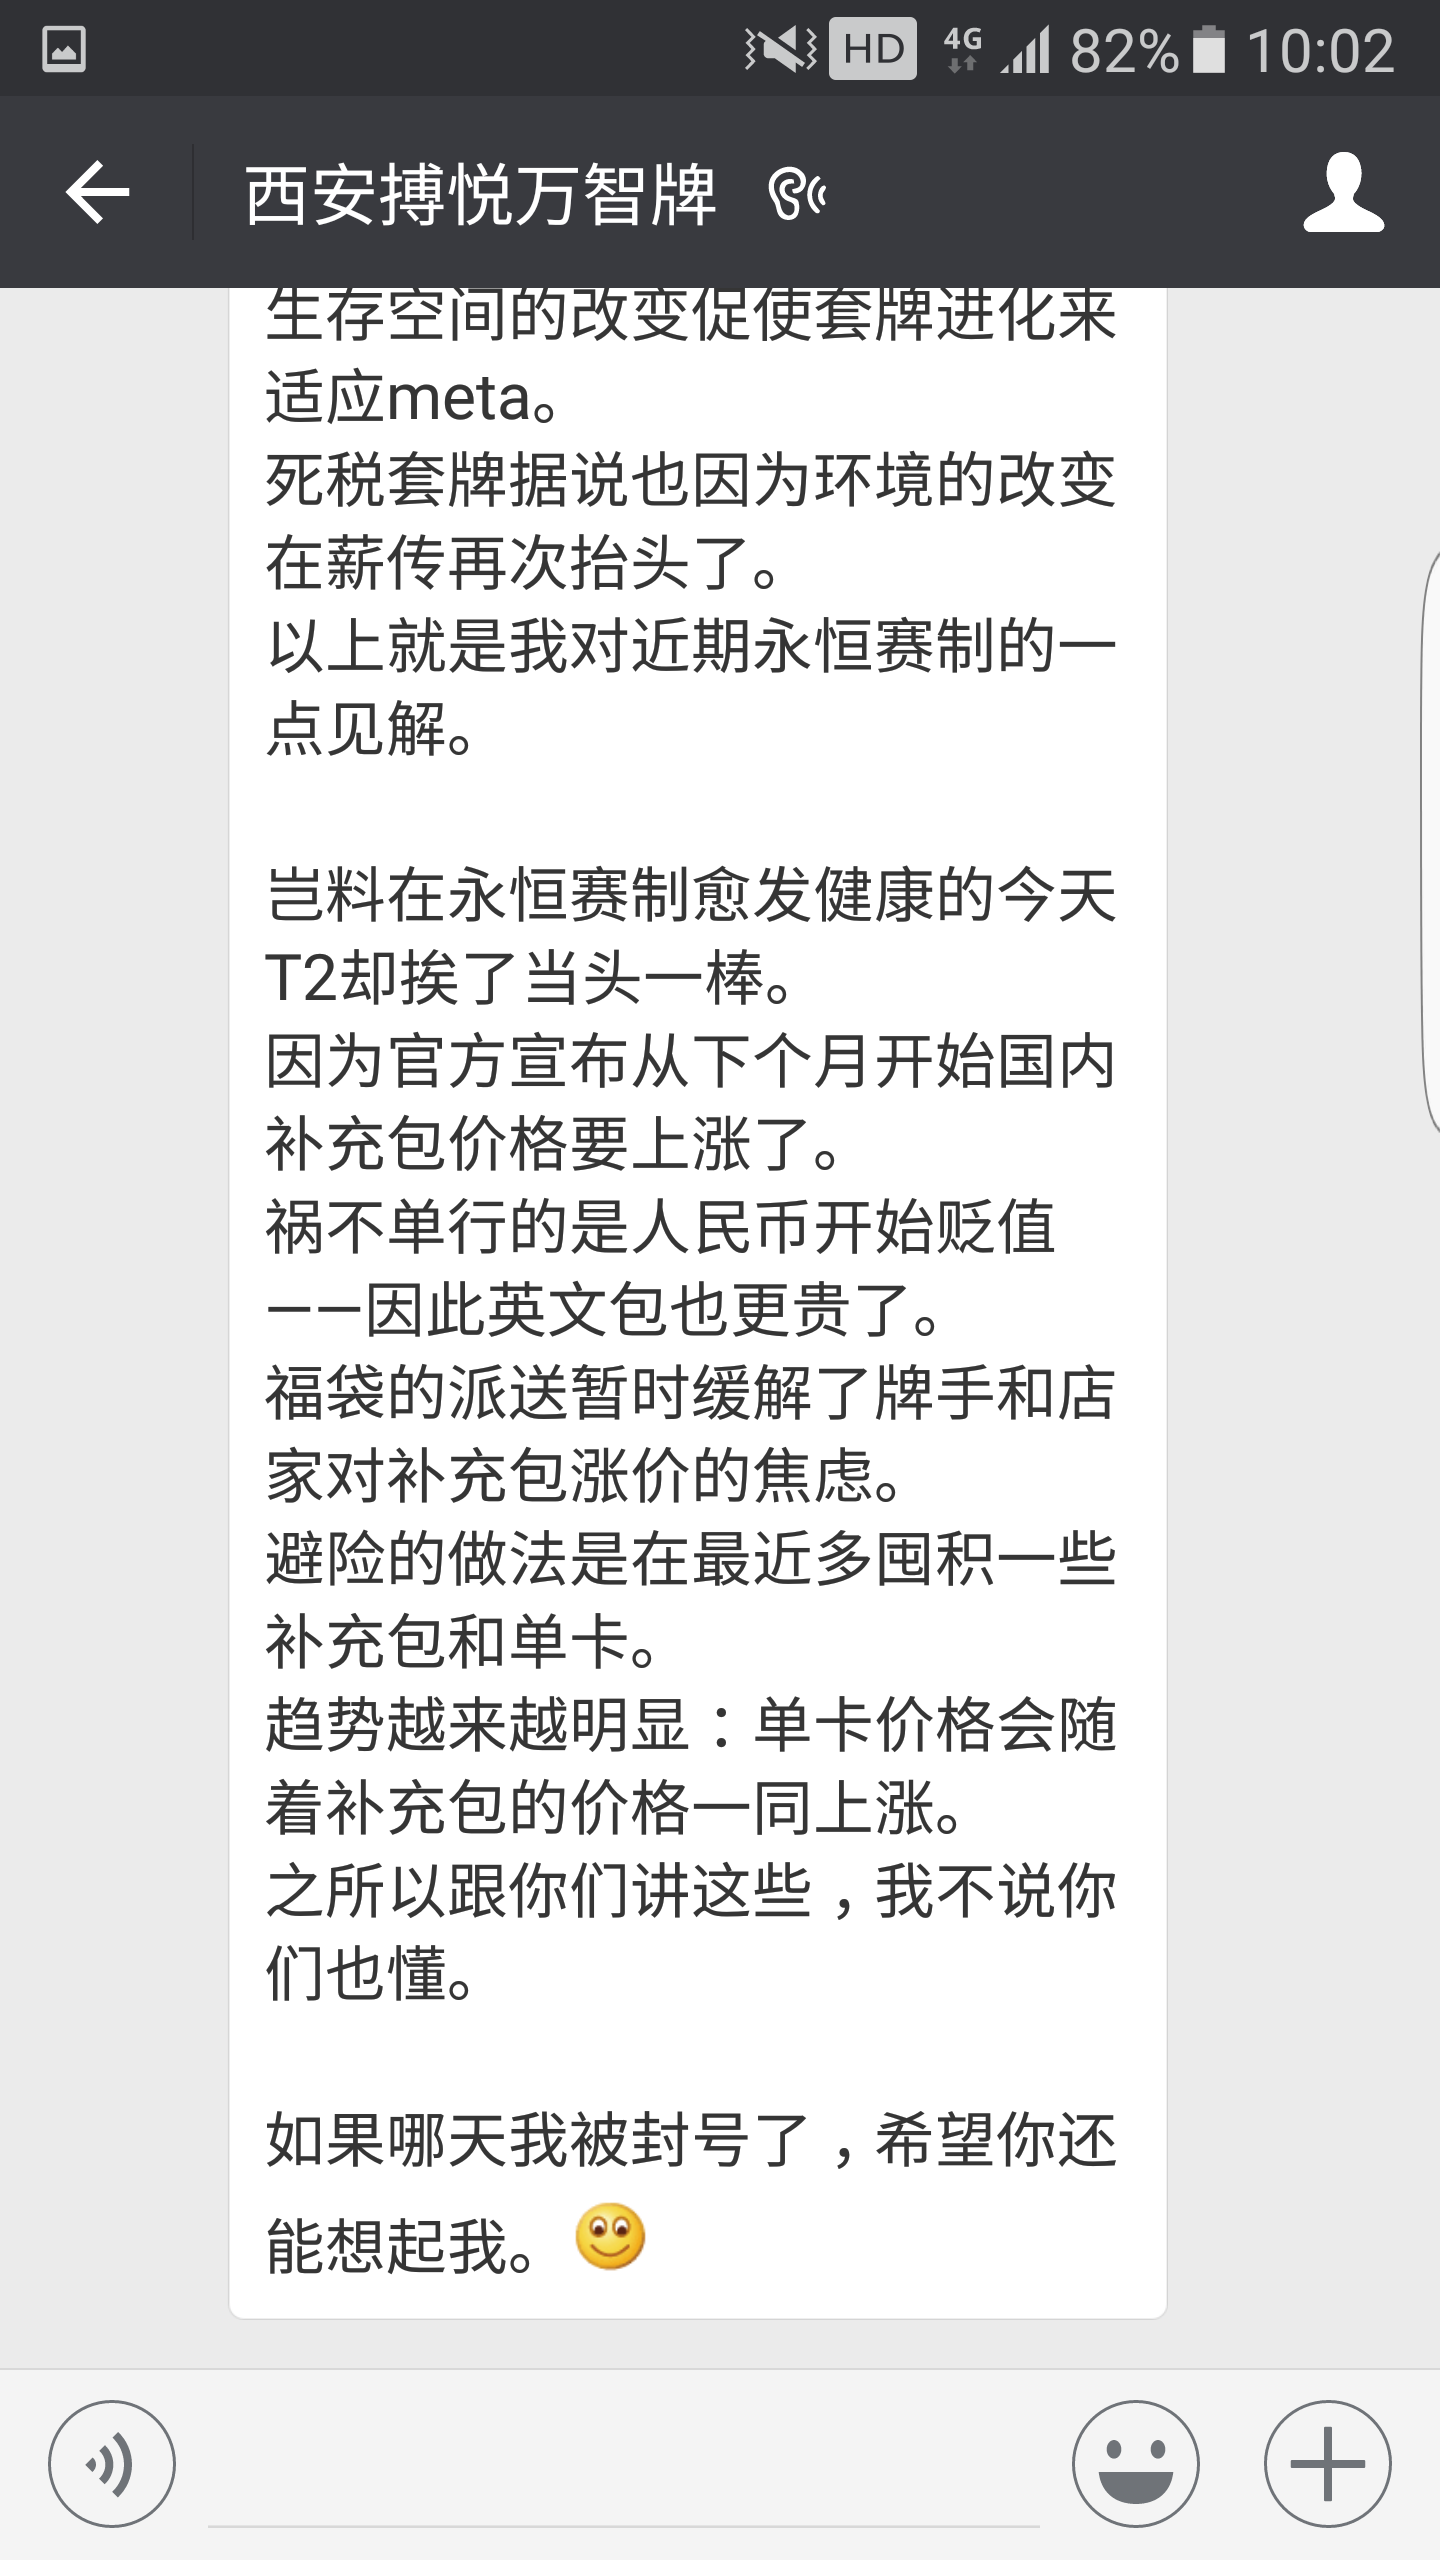 HD 4G 82% 10:02
西安搏悦万智牌
生存空间的改变促使套牌进化来
适应meta。
死税套牌据说也因为环境的改变
在薪传再次抬头了。
以上就是我对近期永恒赛制的一
点见解。
岂料在永恒赛制愈发健康的今天
T2却挨了当头一棒。
因为官方宣布从下个月开始国内
补充包价格要上涨了。
祸不单行的是人民币开始贬值
——因此英文包也更贵了。
福袋的派送暂时缓解了牌手和店
家对补充包涨价的焦虑。
避险的做法是在最近多囤积一些
补充包和单卡。
趋势越来越明显：单卡价格会随
着补充包的价格一同上涨。
之所以跟你们讲这些，我不说你
们也懂。
如果哪天我被封号了，希望你还
能想起我。